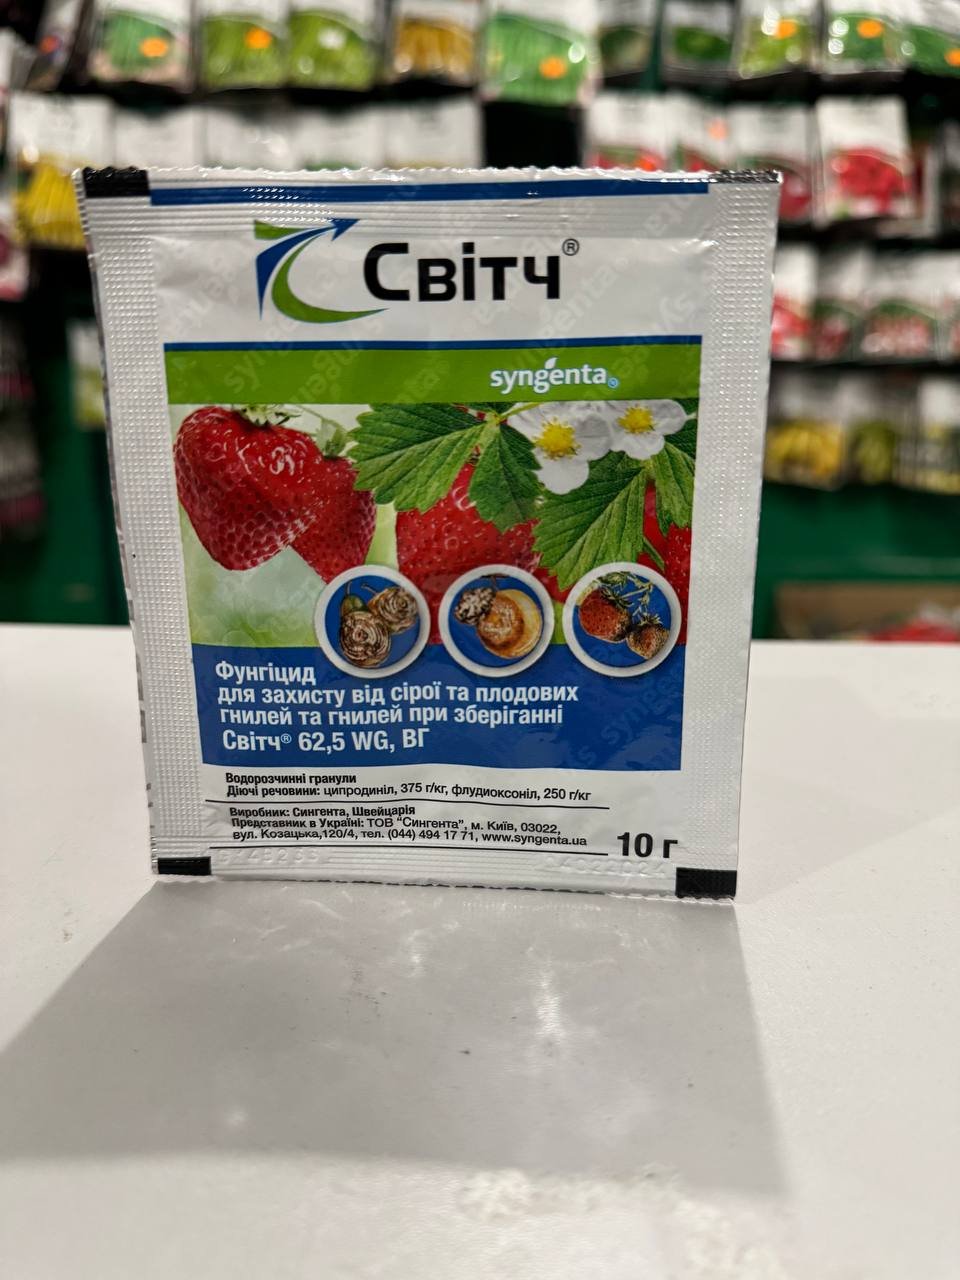 Світч®
syngenta
Фунгіцид
для захисту від сірої та плодових
гнилей та гнилей при зберіганні
Світч® 62,5 WG, ВГ
Водорозчинні гранули
Діючі речовини: ципродиніл, 375 г/кг, флудиоксоніл, 250 г/кг
Виробник: Сингента, Швейцарія
Представник в Україні: ТОВ "Сингента", м. Київ, 03022,
вул. Козацька,120/4, тел. (044) 494 17 71, www.syngenta.ua
10 г